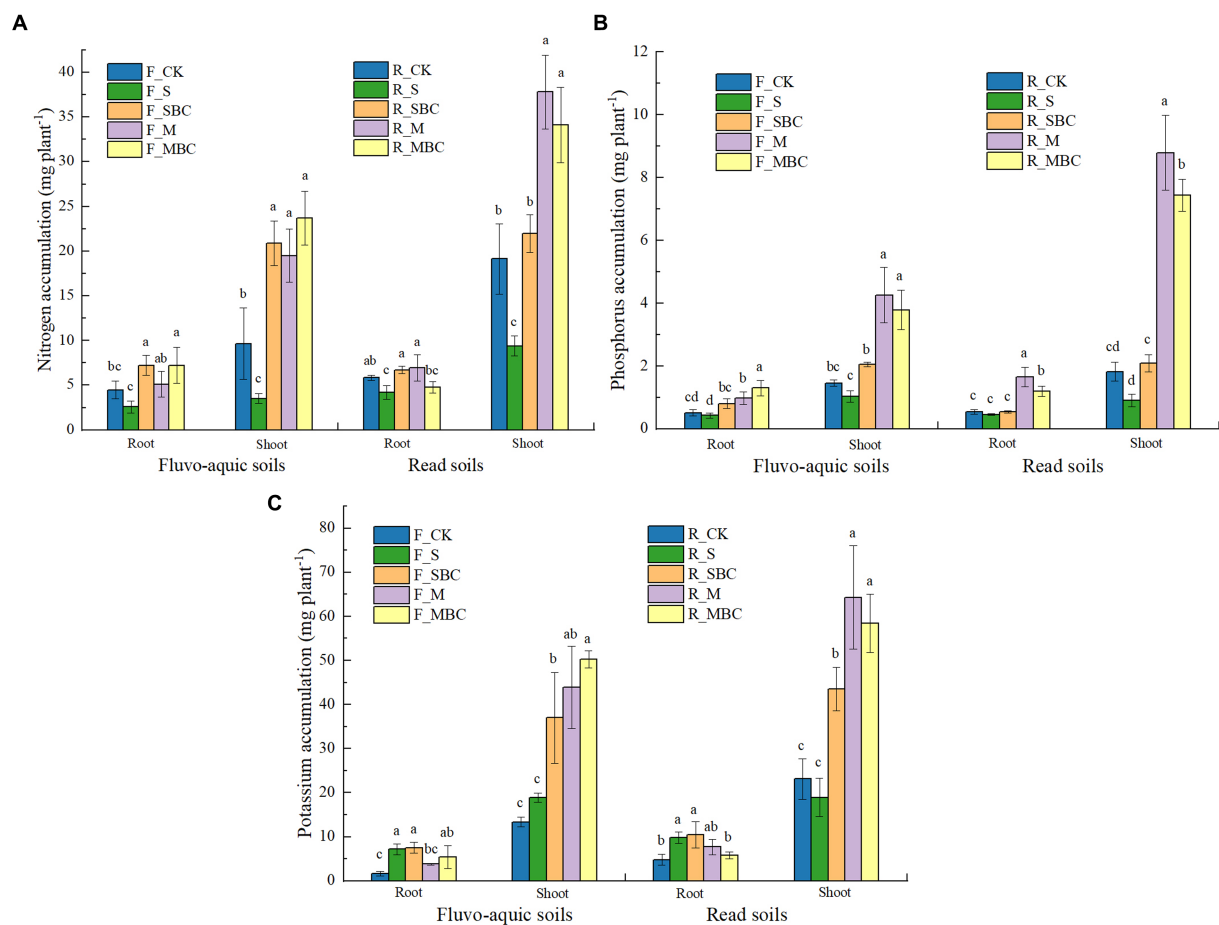 A
Nitrogen accumulation (mg plant⁻¹)
40
35
30
25
20
15
10
5
0
F_CK
F_S
F_SBC
F_M
F_MBC
R_CK
R_S
R_SBC
R_M
R_MBC
bc c a ab a
b c a a a
ab c a a bc
b c b a a
Root Shoot Root Shoot
Fluvo-aquic soils Read soils
B
Phosphorus accumulation (mg plant⁻¹)
12
10
8
6
4
2
0
F_CK
F_S
F_SBC
F_M
F_MBC
R_CK
R_S
R_SBC
R_M
R_MBC
cd d bc b a
c c b a a
c c c a b
cd d c a b
Root Shoot Root Shoot
Fluvo-aquic soils Read soils
C
Potassium accumulation (mg plant⁻¹)
80
70
60
50
40
30
20
10
0
F_CK
F_S
F_SBC
F_M
F_MBC
R_CK
R_S
R_SBC
R_M
R_MBC
c a a bc ab
c c b ab a
b a a ab b
c c b a a
Root Shoot Root Shoot
Fluvo-aquic soils Read soils